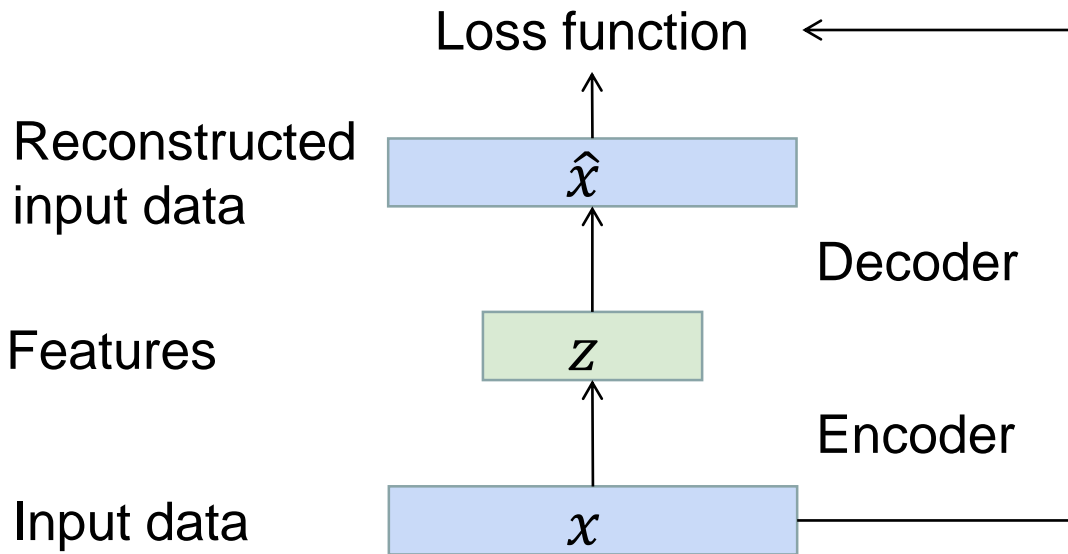 Loss function
Reconstructed
input data
x̂
Decoder
Features
z
Encoder
Input data
x